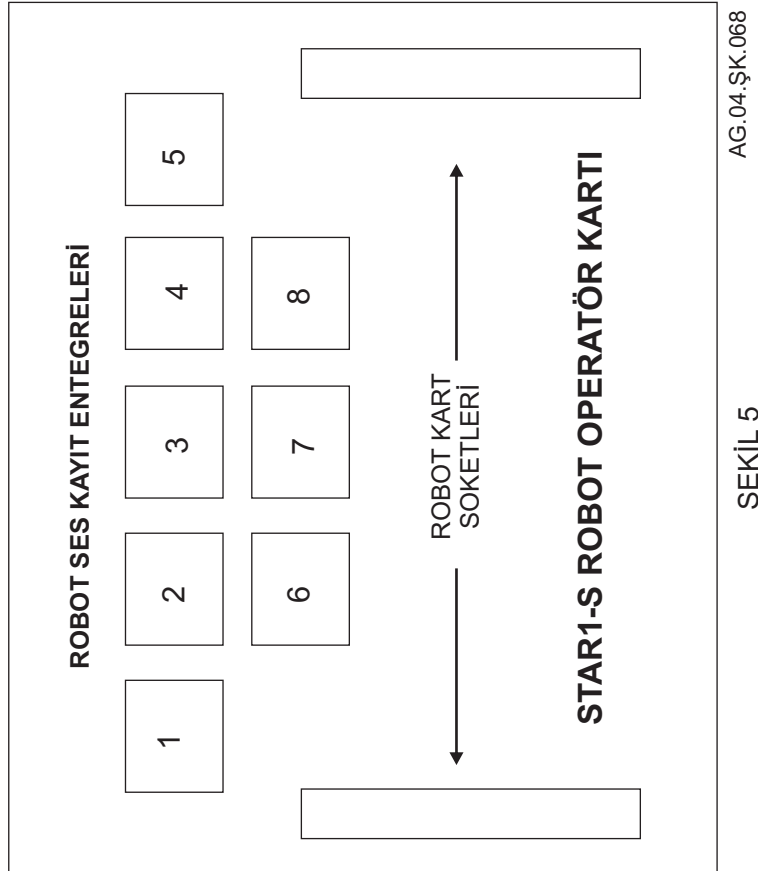 ROBOT SES KAYIT ENTEGRELERİ
1 2 3 4 5
6 7 8
ROBOT KART
SOKETLERİ
STAR1-S ROBOT OPERATÖR KARTI
SEKİL 5
AG.04.ŞK.068